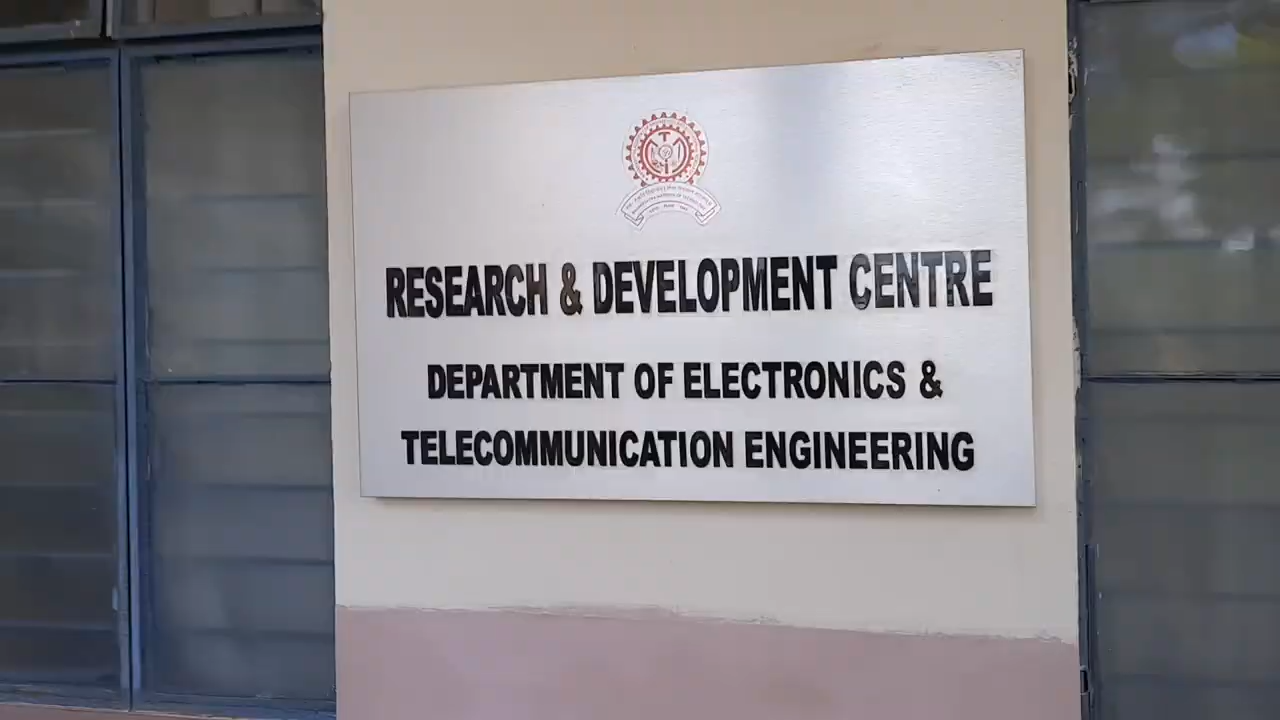 RESEARCH & DEVELOPMENT CENTRE
DEPARTMENT OF ELECTRONICS &
TELECOMMUNICATION ENGINEERING